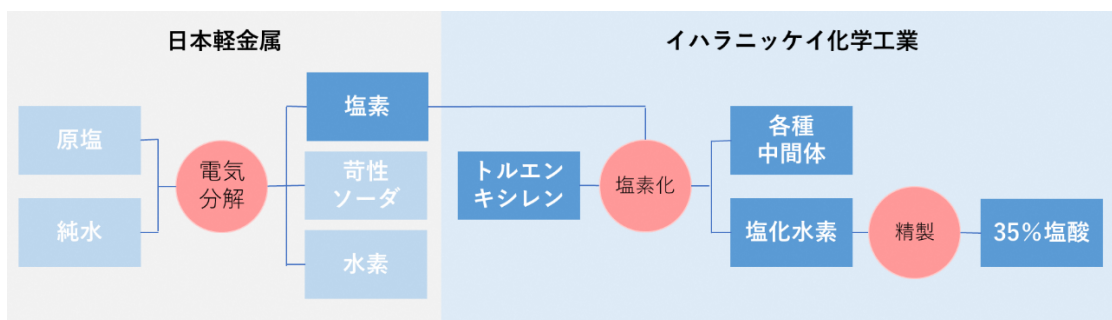 日本軽金属
イハラニッケイ化学工業
原塩
純水
電気
分解
塩素
苛性
ソーダ
水素
トルエン
キシレン
塩素化
各種
中間体
塩化水素
精製
35%塩酸